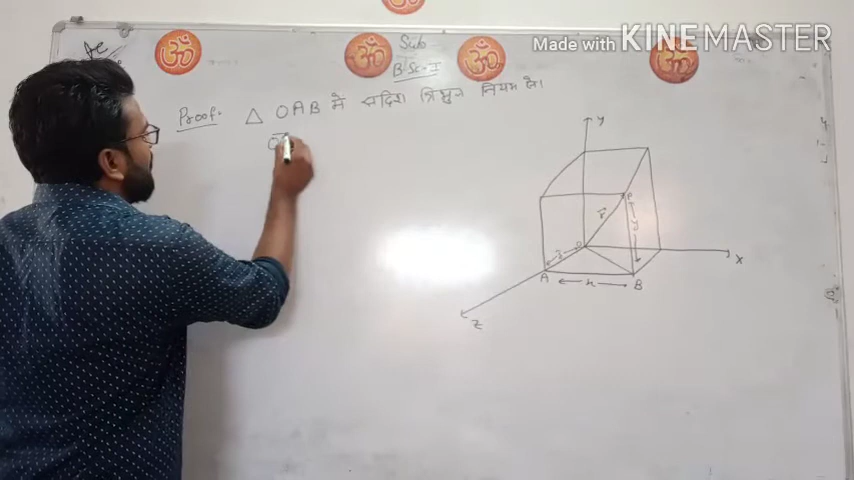 Made with KINEMASTER
Sub
B.Sc-I
Proof: △ OAB में सदिश त्रिभुज नियम से।
y
P
r
y
z
O
x
A
x
B
z